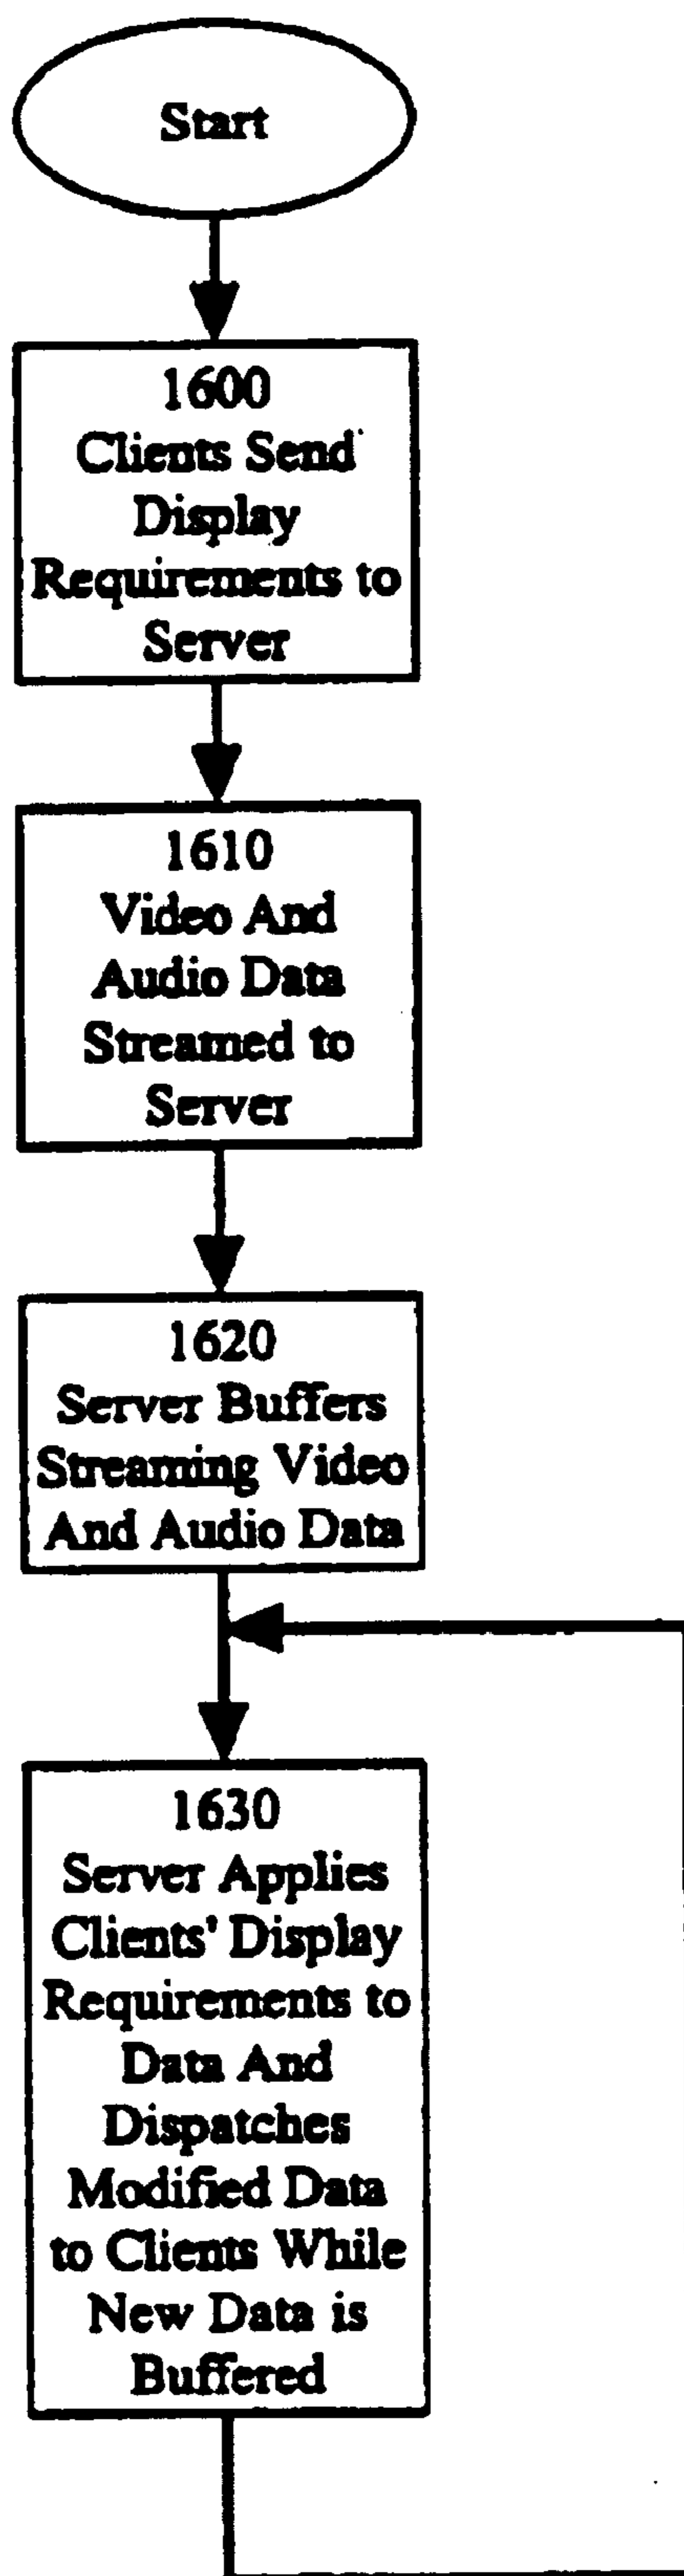 Start
1600
Clients Send
Display
Requirements to
Server
1610
Video And
Audio Data
Streamed to
Server
1620
Server Buffers
Streaming Video
And Audio Data
1630
Server Applies
Clients' Display
Requirements to
Data And
Dispatches
Modified Data
to Clients While
New Data is
Buffered